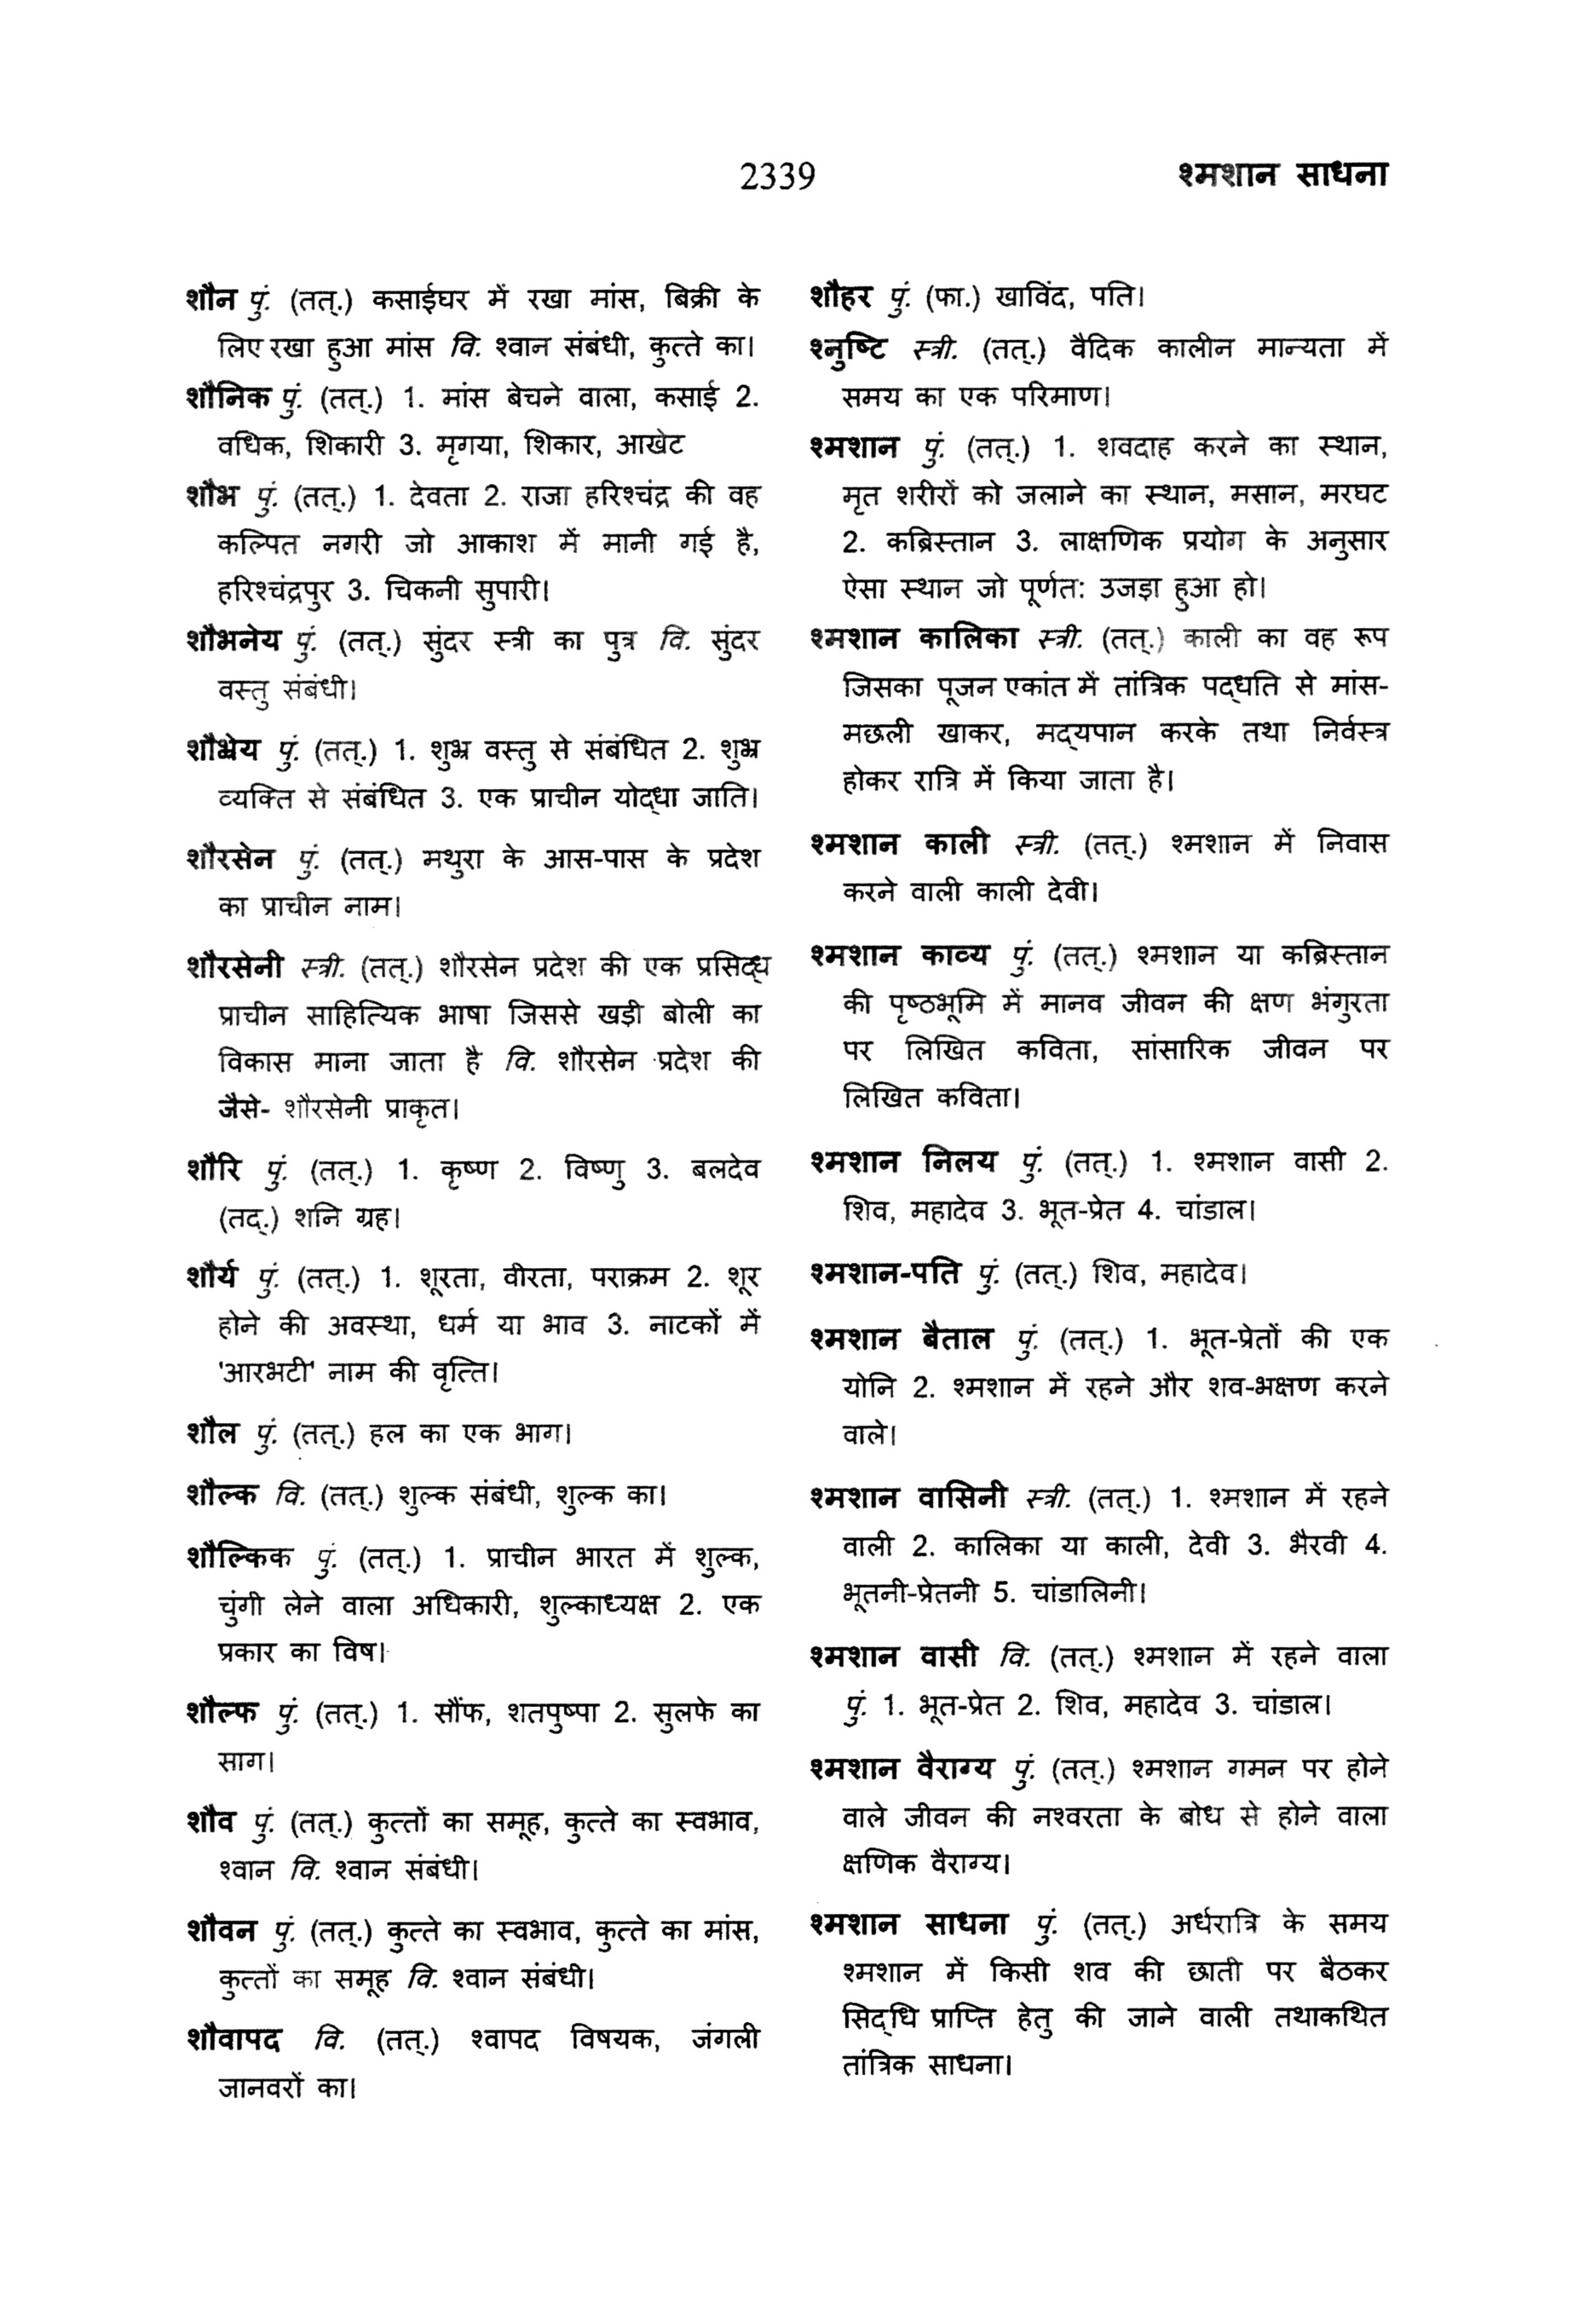 2339
श्मशान साधना
शौन पुं. (तत्.) कसाईघर में रखा मांस, बिक्री के
लिए रखा हुआ मांस वि. श्वान संबंधी, कुत्ते का।
शौनिक पुं. (तत्.) 1. मांस बेचने वाला, कसाई 2.
वधिक, शिकारी 3. मृगया, शिकार, आखेट
शौभ पुं. (तत्.) 1. देवता 2. राजा हरिश्चंद्र की वह
कल्पित नगरी जो आकाश में मानी गई है,
हरिश्चंद्रपुर 3. चिकनी सुपारी।
शौभनेय पुं. (तत्.) सुंदर स्त्री का पुत्र वि. सुंदर
वस्तु संबंधी।
शौभ्रेय पुं. (तत्.) 1. शुभ्र वस्तु से संबंधित 2. शुभ्र
व्यक्ति से संबंधित 3. एक प्राचीन योद्धा जाति।
शौरसेन पुं. (तत्.) मथुरा के आस-पास के प्रदेश
का प्राचीन नाम।
शौरसेनी स्त्री. (तत्.) शौरसेन प्रदेश की एक प्रसिद्ध
प्राचीन साहित्यिक भाषा जिससे खड़ी बोली का
विकास माना जाता है वि. शौरसेन प्रदेश की
जैसे- शौरसेनी प्राकृत।
शौरि पुं. (तत्.) 1. कृष्ण 2. विष्णु 3. बलदेव
(तद्.) शनि ग्रह।
शौर्य पुं. (तत्.) 1. शूरता, वीरता, पराक्रम 2. शूर
होने की अवस्था, धर्म या भाव 3. नाटकों में
'आरभटी' नाम की वृत्ति।
शौल पुं. (तत्.) हल का एक भाग।
शौल्क वि. (तत्.) शुल्क संबंधी, शुल्क का।
शौल्किक पुं. (तत्.) 1. प्राचीन भारत में शुल्क,
चुंगी लेने वाला अधिकारी, शुल्काध्यक्ष 2. एक
प्रकार का विष।
शौल्फ पुं. (तत्.) 1. सौंफ, शतपुष्पा 2. सुलफे का
साग।
शौव पुं. (तत्.) कुत्तों का समूह, कुत्ते का स्वभाव,
श्वान वि. श्वान संबंधी।
शौवन पुं. (तत्.) कुत्ते का स्वभाव, कुत्ते का मांस,
कुत्तों का समूह वि. श्वान संबंधी।
शौवापद वि. (तत्.) श्वापद विषयक, जंगली
जानवरों का।
शौहर पुं. (फा.) खाविंद, पति।
श्नुष्टि स्त्री. (तत्.) वैदिक कालीन मान्यता में
समय का एक परिमाण।
श्मशान पुं. (तत्.) 1. शवदाह करने का स्थान,
मृत शरीरों को जलाने का स्थान, मसान, मरघट
2. कब्रिस्तान 3. लाक्षणिक प्रयोग के अनुसार
ऐसा स्थान जो पूर्णत: उजड़ा हुआ हो।
श्मशान कालिका स्त्री. (तत्.) काली का वह रूप
जिसका पूजन एकांत में तांत्रिक पद्धति से मांस-
मछली खाकर, मद्यपान करके तथा निर्वस्त्र
होकर रात्रि में किया जाता है।
श्मशान काली स्त्री. (तत्.) श्मशान में निवास
करने वाली काली देवी।
श्मशान काव्य पुं. (तत्.) श्मशान या कब्रिस्तान
की पृष्ठभूमि में मानव जीवन की क्षण भंगुरता
पर लिखित कविता, सांसारिक जीवन पर
लिखित कविता।
श्मशान निलय पुं. (तत्.) 1. श्मशान वासी 2.
शिव, महादेव 3. भूत-प्रेत 4. चांडाल।
श्मशान-पति पुं. (तत्.) शिव, महादेव।
श्मशान बैताल पुं. (तत्.) 1. भूत-प्रेतों की एक
योनि 2. श्मशान में रहने और शव-भक्षण करने
वाले।
श्मशान वासिनी स्त्री. (तत्.) 1. श्मशान में रहने
वाली 2. कालिका या काली, देवी 3. भैरवी 4.
भूतनी-प्रेतनी 5. चांडालिनी।
श्मशान वासी वि. (तत्.) श्मशान में रहने वाला
पुं. 1. भूत-प्रेत 2. शिव, महादेव 3. चांडाल।
श्मशान वैराग्य पुं. (तत्.) श्मशान गमन पर होने
वाले जीवन की नश्वरता के बोध से होने वाला
क्षणिक वैराग्य।
श्मशान साधना पुं. (तत्.) अर्धरात्रि के समय
श्मशान में किसी शव की छाती पर बैठकर
सिद्धि प्राप्ति हेतु की जाने वाली तथाकथित
तांत्रिक साधना।